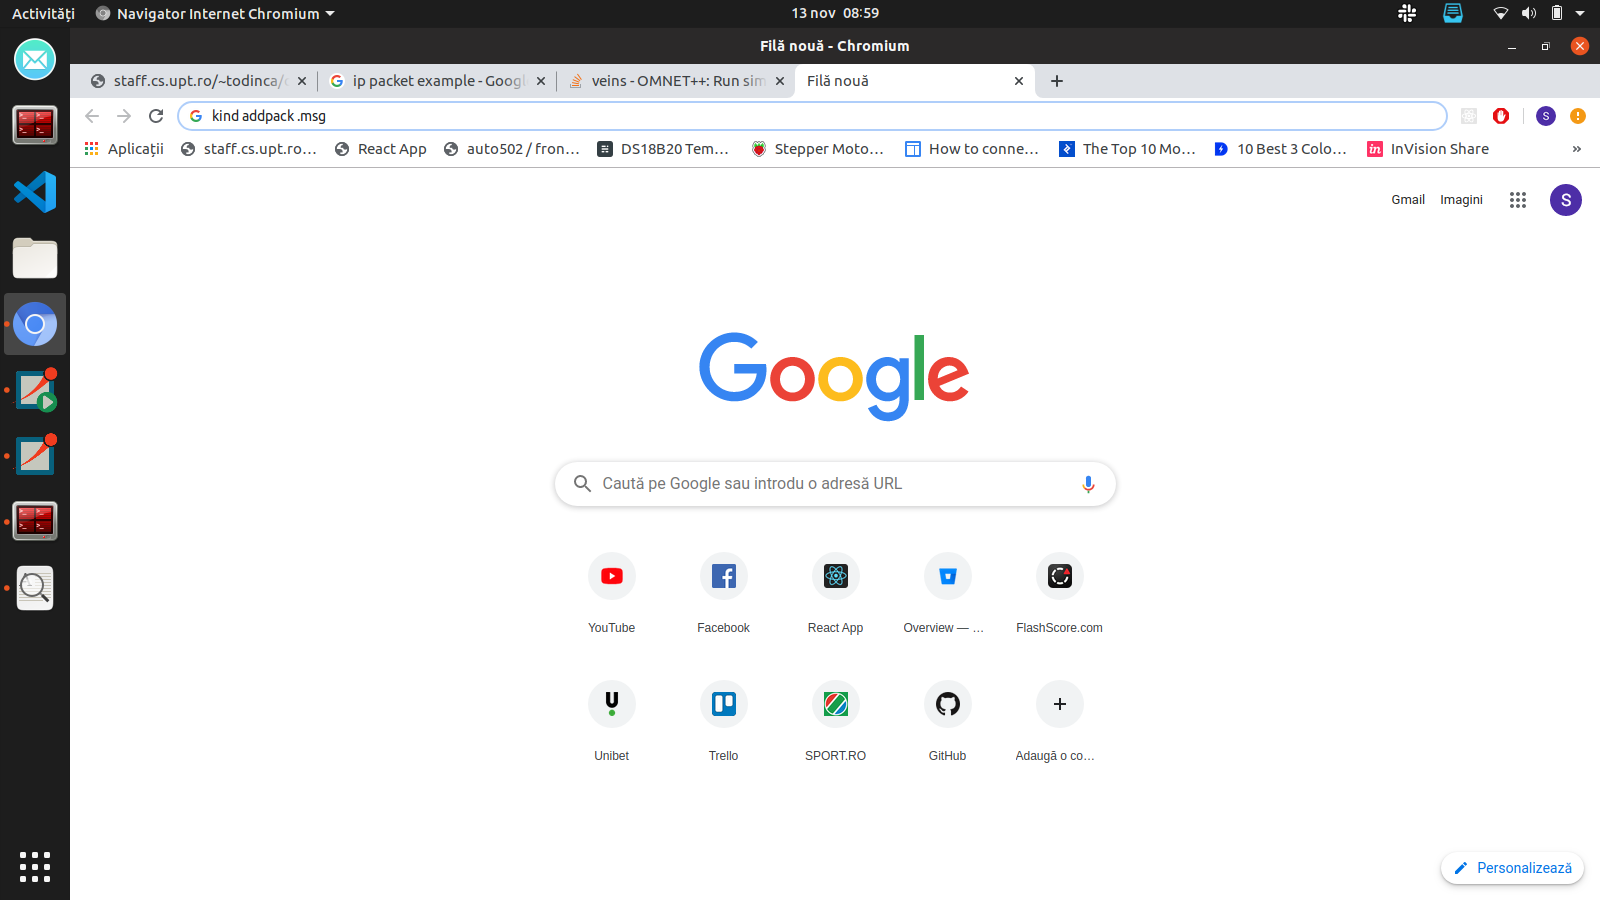 Activități
Navigator Internet Chromium
13 nov 08:59
Filă nouă - Chromium
staff.cs.upt.ro/~todinca/
ip packet example - Googl
veins - OMNET++: Run sim
Filă nouă
kind addpack .msg
S
Aplicații
staff.cs.upt.ro...
React App
auto502 / fron...
DS18B20 Tem...
Stepper Moto...
How to conne...
The Top 10 Mo...
10 Best 3 Colo...
in
InVision Share
»
Gmail
Imagini
S
Google
Caută pe Google sau introdu o adresă URL
YouTube
Facebook
React App
Overview — ...
FlashScore.com
Unibet
Trello
SPORT.RO
GitHub
Adaugă o co...
Personalizează